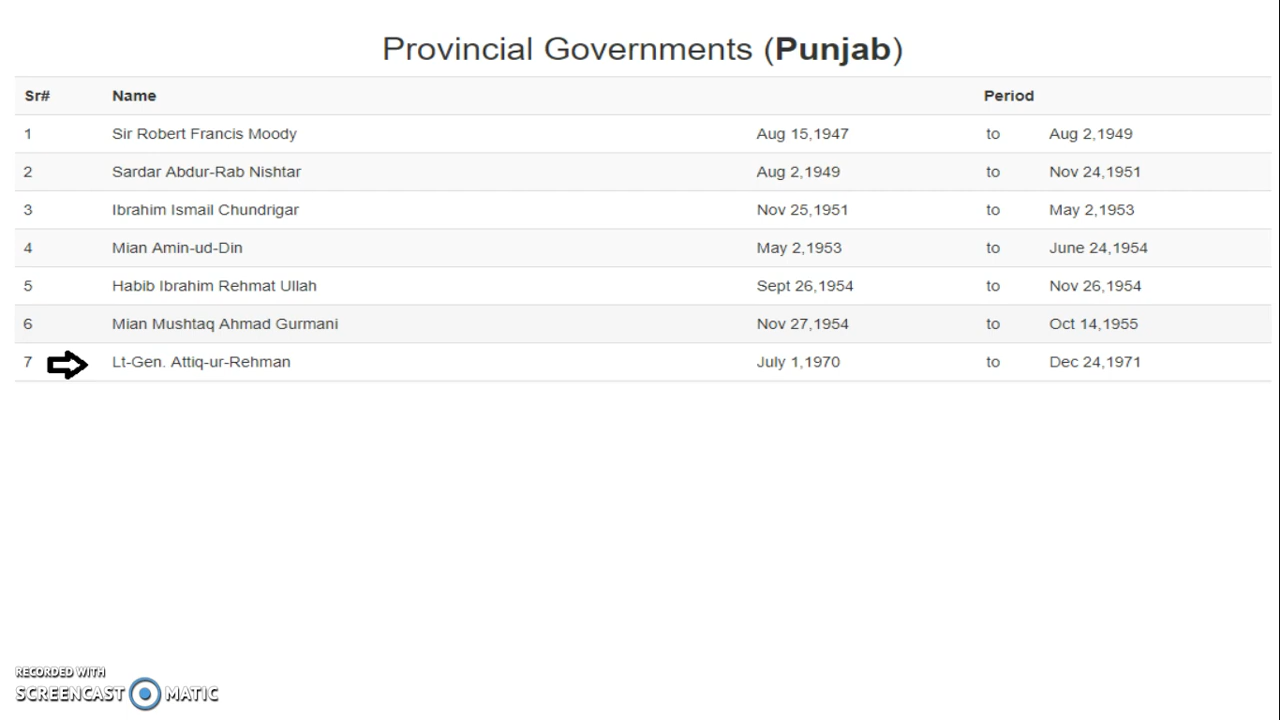 Provincial Governments (Punjab)
Sr# Name Period
1 Sir Robert Francis Moody Aug 15,1947 to Aug 2,1949
2 Sardar Abdur-Rab Nishtar Aug 2,1949 to Nov 24,1951
3 Ibrahim Ismail Chundrigar Nov 25,1951 to May 2,1953
4 Mian Amin-ud-Din May 2,1953 to June 24,1954
5 Habib Ibrahim Rehmat Ullah Sept 26,1954 to Nov 26,1954
6 Mian Mushtaq Ahmad Gurmani Nov 27,1954 to Oct 14,1955
7 Lt-Gen. Attiq-ur-Rehman July 1,1970 to Dec 24,1971
RECORDED WITH
SCREENCAST MATIC